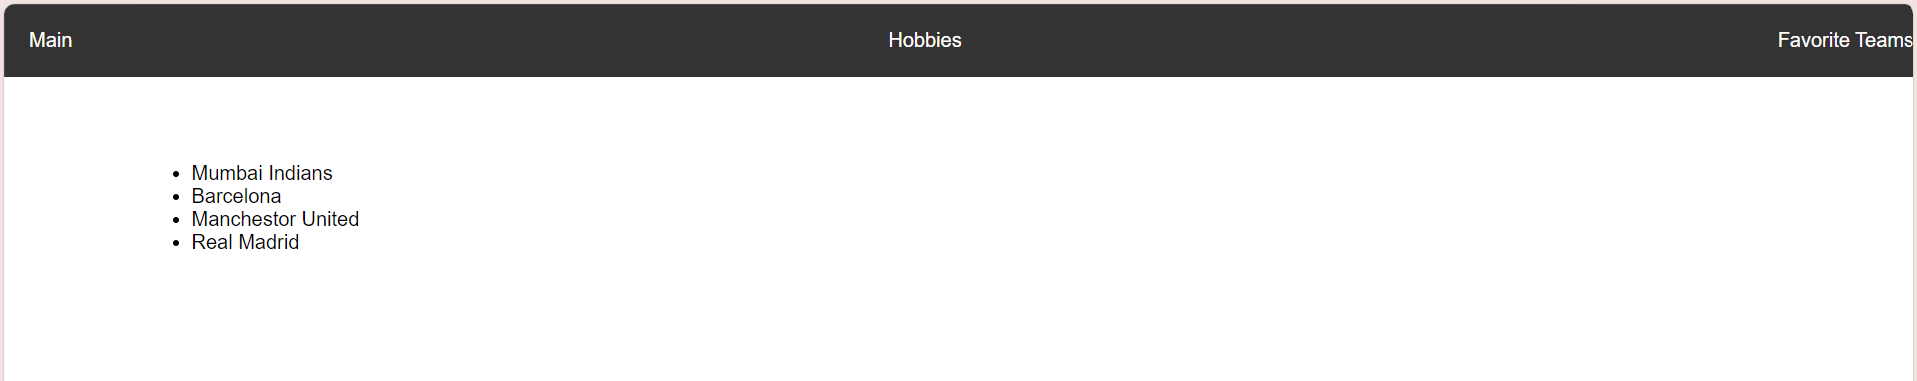 Main Hobbies Favorite Teams
Mumbai Indians
Barcelona
Manchestor United
Real Madrid